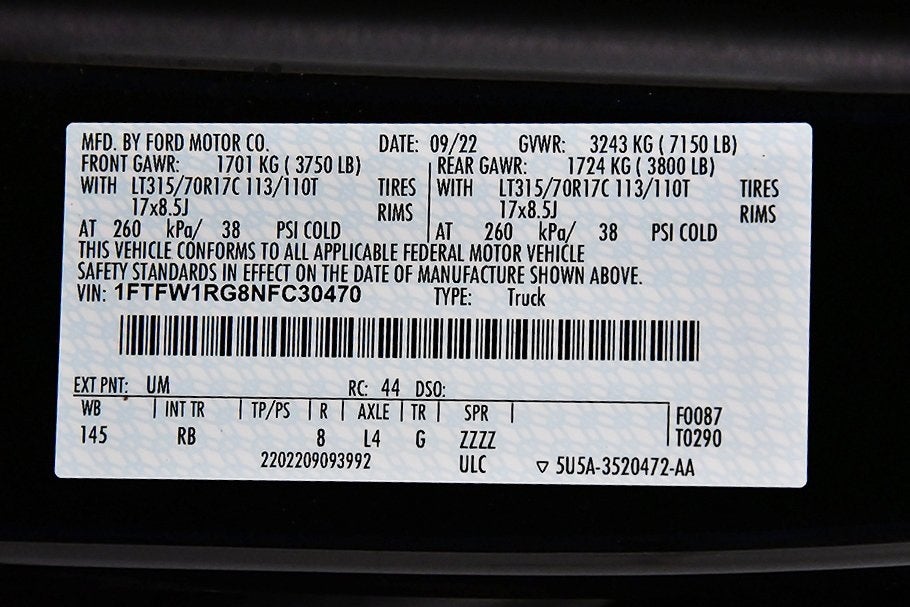 MFD. BY FORD MOTOR CO. DATE: 09/22 GVWR: 3243 KG ( 7150 LB)
FRONT GAWR: 1701 KG ( 3750 LB) REAR GAWR: 1724 KG ( 3800 LB)
WITH LT315/70R17C 113/110T TIRES WITH LT315/70R17C 113/110T TIRES
17x8.5J RIMS 17x8.5J RIMS
AT 260 kPa/ 38 PSI COLD AT 260 kPa/ 38 PSI COLD
THIS VEHICLE CONFORMS TO ALL APPLICABLE FEDERAL MOTOR VEHICLE
SAFETY STANDARDS IN EFFECT ON THE DATE OF MANUFACTURE SHOWN ABOVE.
VIN: 1FTFW1RG8NFC30470 TYPE: Truck
EXT PNT: UM RC: 44 DSO:
WB INT TR TP/PS R AXLE TR SPR F0087
145 RB 8 L4 G ZZZZ T0290
2202209093992 ULC ▽ 5U5A-3520472-AA